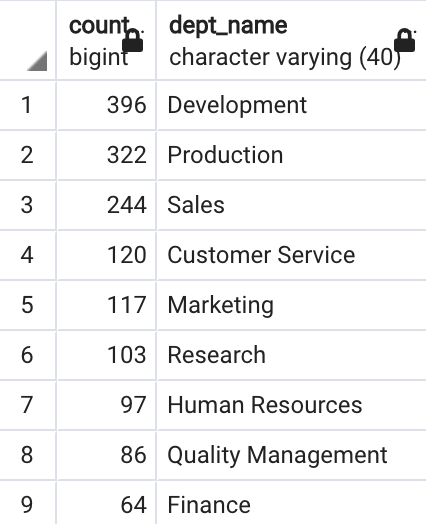 count dept_name
bigint character varying (40)
1 396 Development
2 322 Production
3 244 Sales
4 120 Customer Service
5 117 Marketing
6 103 Research
7 97 Human Resources
8 86 Quality Management
9 64 Finance